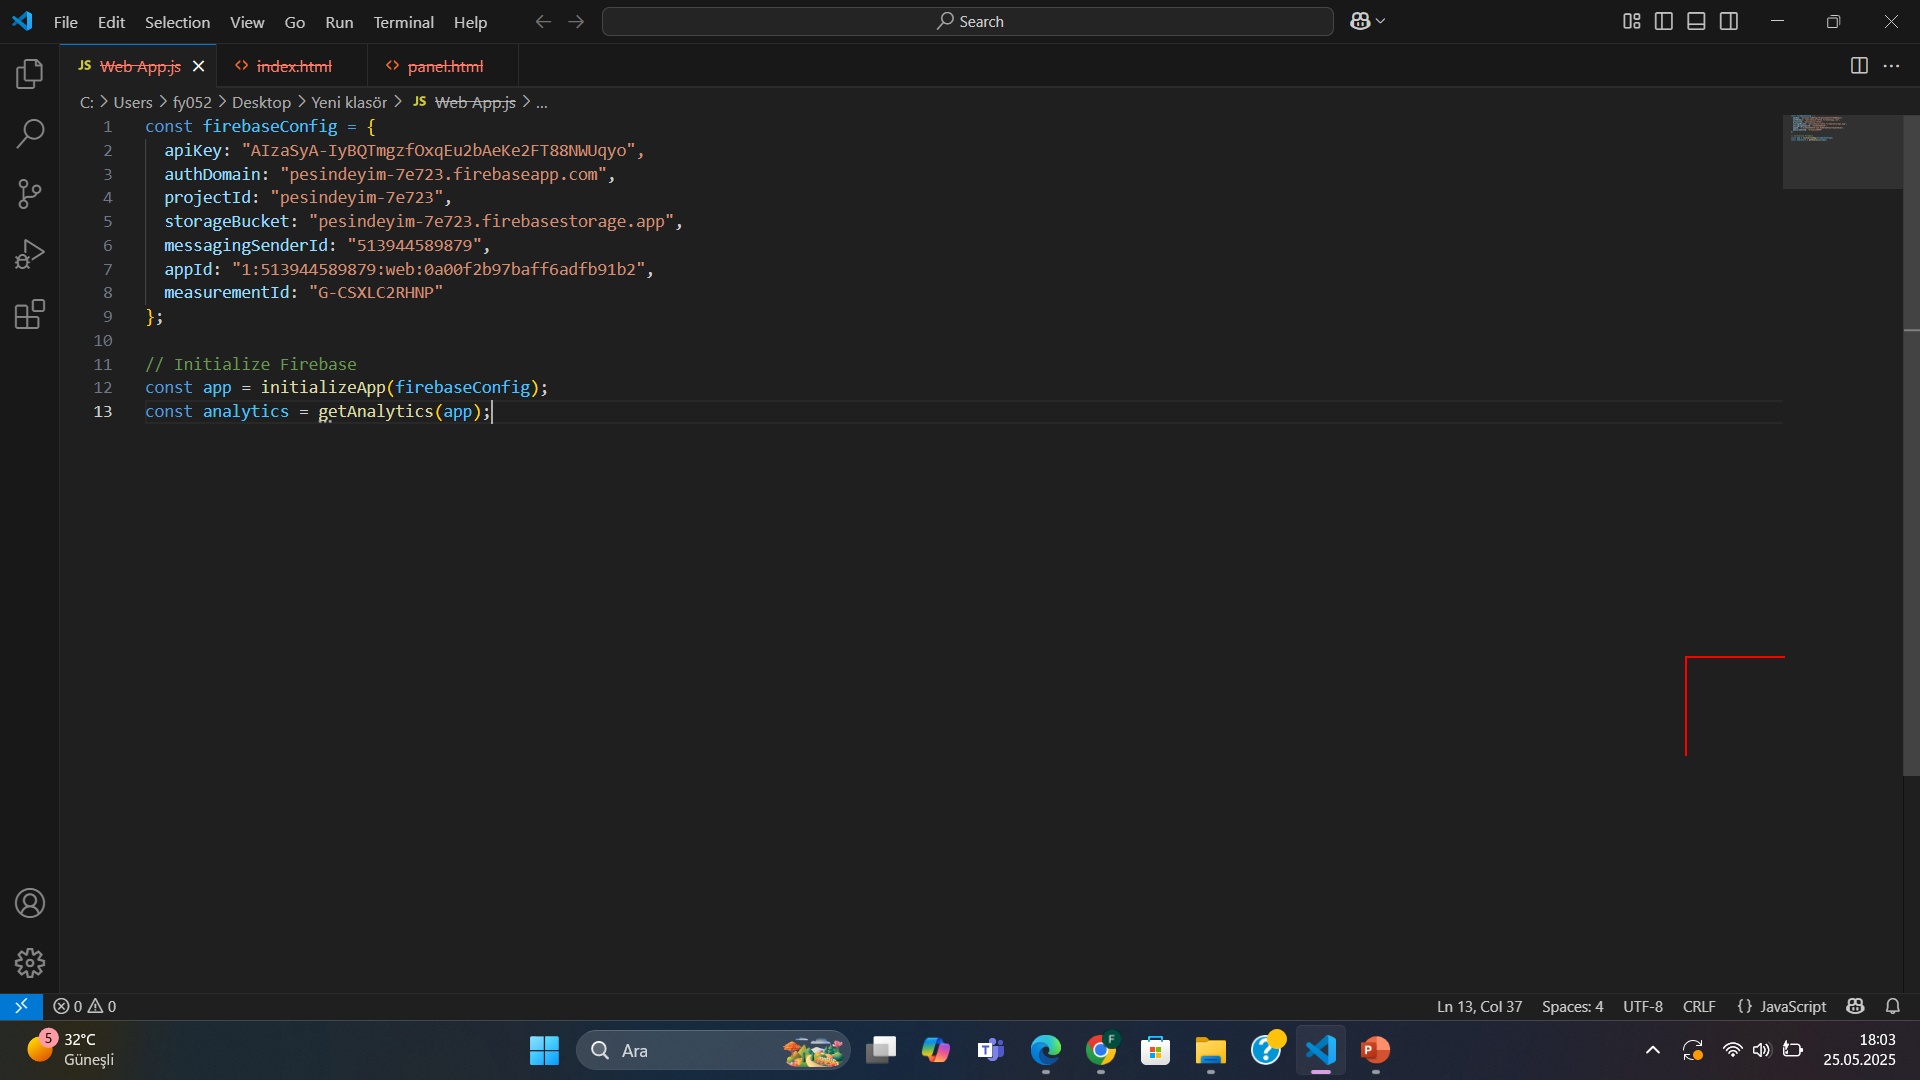 File Edit Selection View Go Run Terminal Help Search
JS Web App.js index.html panel.html
C: > Users > fy052 > Desktop > Yeni klasör > JS Web App.js > ...
1 const firebaseConfig = {
2 apiKey: "AIzaSyA-IyBQTmgzfOxqEu2bAeKe2FT88NWUqyo",
3 authDomain: "pesindeyim-7e723.firebaseapp.com",
4 projectId: "pesindeyim-7e723",
5 storageBucket: "pesindeyim-7e723.firebasestorage.app",
6 messagingSenderId: "513944589879",
7 appId: "1:513944589879:web:0a00f2b97baff6adfb91b2",
8 measurementId: "G-CSXLC2RHNP"
9 };
10
11 // Initialize Firebase
12 const app = initializeApp(firebaseConfig);
13 const analytics = getAnalytics(app);
0 0 Ln 13, Col 37 Spaces: 4 UTF-8 CRLF {} JavaScript
5 32°C Ara F 18:03
Güneşli 25.05.2025